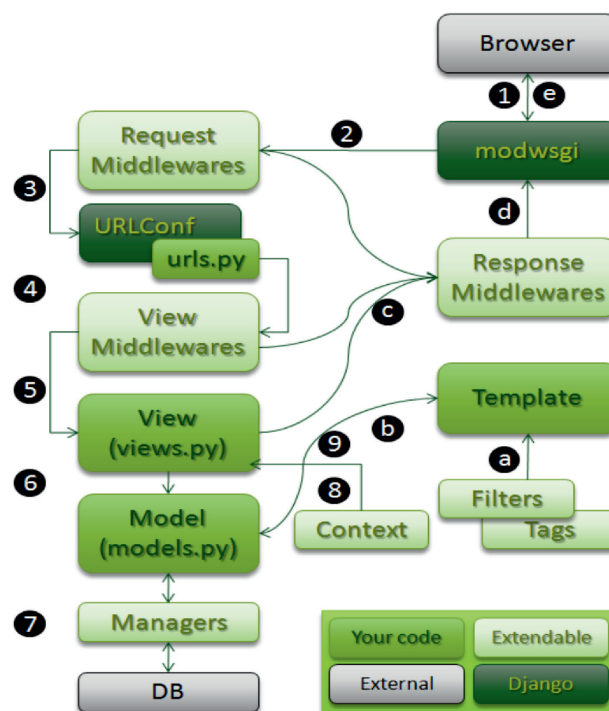 Browser
1
e
2
Request
Middlewares
modwsgi
3
d
URLConf
urls.py
Response
Middlewares
4
c
View
Middlewares
5
Template
View
(views.py)
b
9
a
6
8
Filters
Model
(models.py)
Context
Tags
7
Managers
Your code
Extendable
DB
External
Django